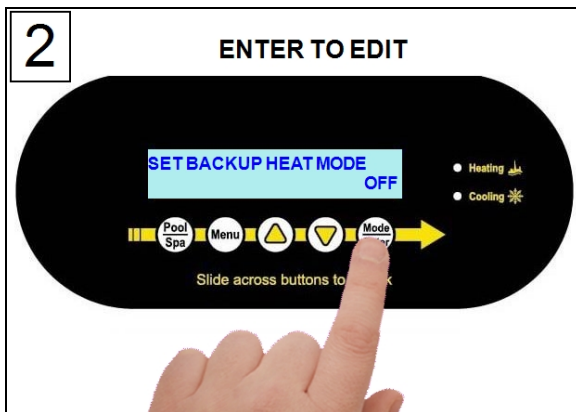 2
ENTER TO EDIT
SET BACKUP HEAT MODE
OFF
Heating
Cooling
Pool
Spa
Menu
Mode
Slide across buttons to